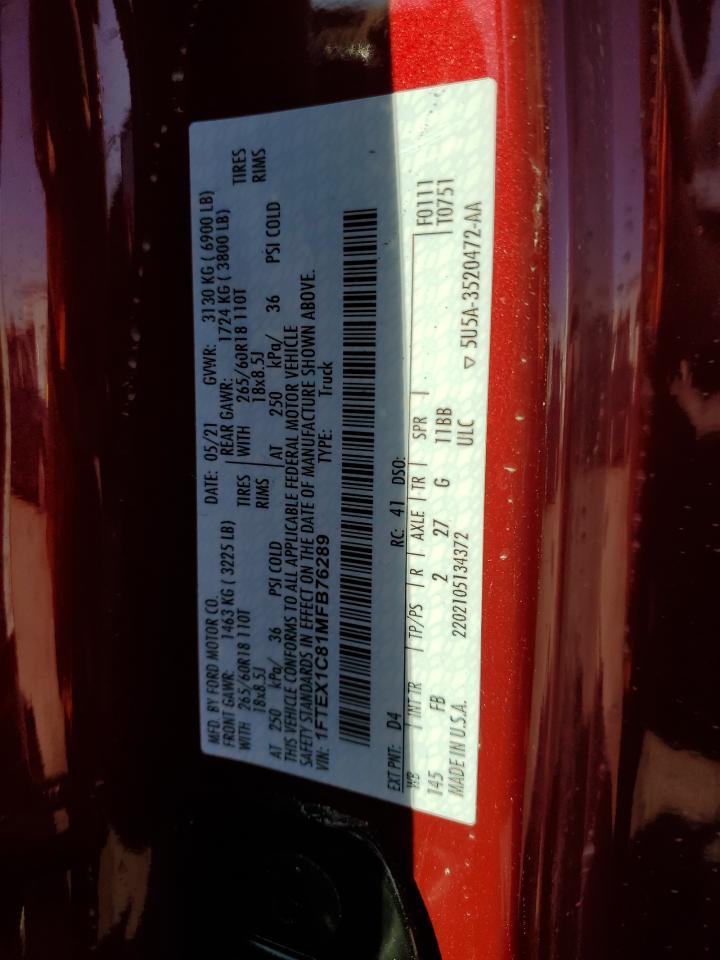 MFD. BY FORD MOTOR CO. DATE: 05/21 GVWR: 3130 KG ( 6900 LB)
FRONT GAWR: 1463 KG ( 3225 LB) REAR GAWR: 1724 KG ( 3800 LB)
WITH 265/60R18 110T TIRES WITH 265/60R18 110T TIRES
18x8.5J RIMS 18x8.5J RIMS
AT 250 kPa/ 36 PSI COLD AT 250 kPa/ 36 PSI COLD
THIS VEHICLE CONFORMS TO ALL APPLICABLE FEDERAL MOTOR VEHICLE
SAFETY STANDARDS IN EFFECT ON THE DATE OF MANUFACTURE SHOWN ABOVE.
VIN: 1FTEX1C81MFB76289 TYPE: Truck
EXT PNT: D4 RC: 41 DSO:
WB INT TR TP/PS R AXLE TR SPR F0111
145 FB 2 27 G 11BB T0751
MADE IN U.S.A. 2202105134372 ULC ▽ 5U5A-3520472-AA